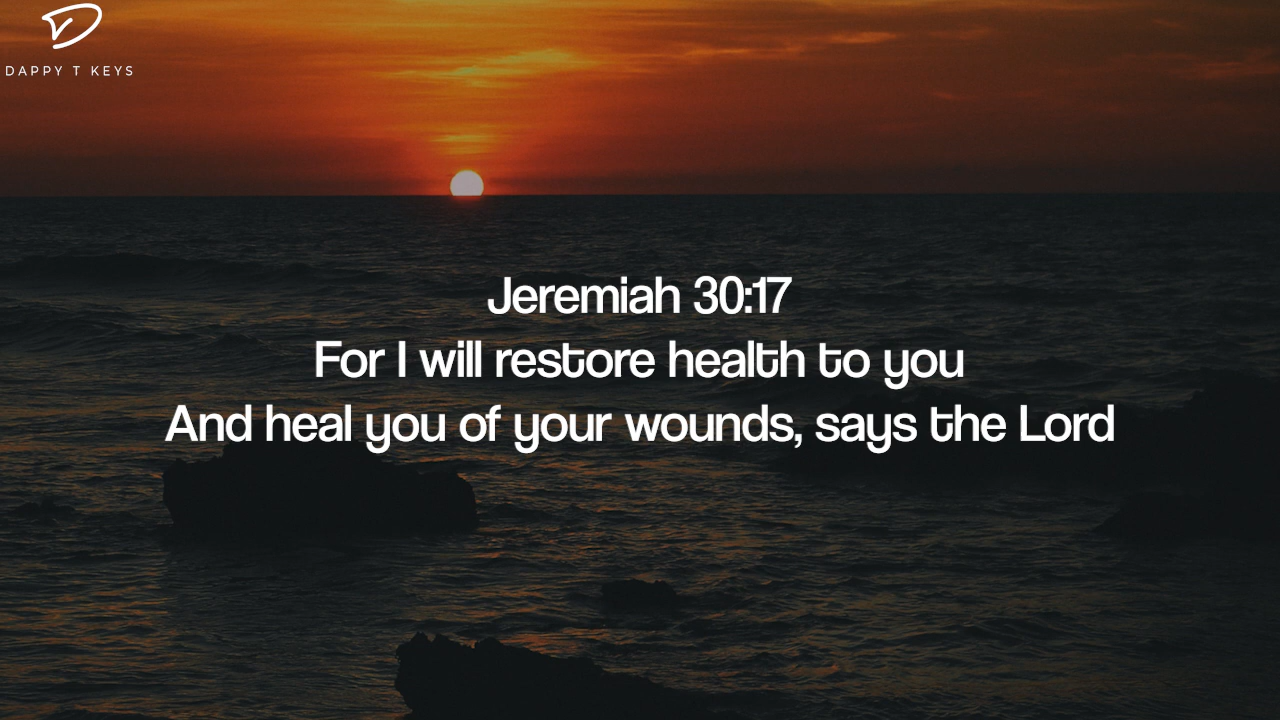 DAPPY T KEYS
Jeremiah 30:17
For I will restore health to you
And heal you of your wounds, says the Lord